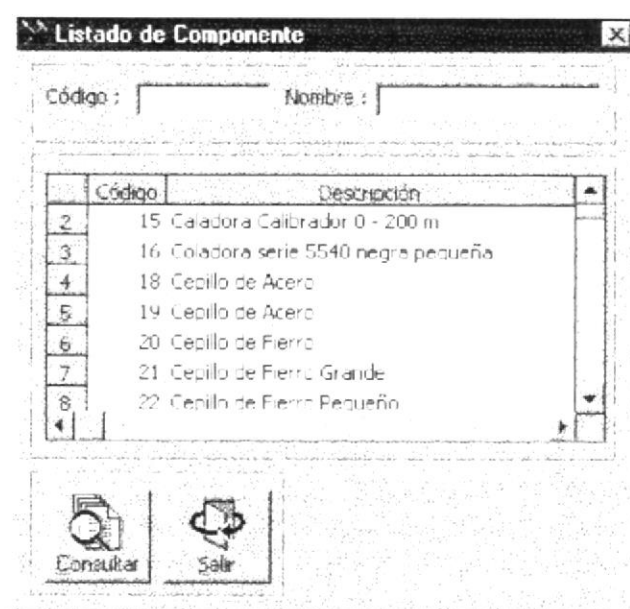 Listado de Componente
Código : Nombre :
Código Descripción
2 15 Caladora Calibrador 0 - 200 m
3 16 Coladora serie 5540 negra pequeña
4 18 Cepillo de Acero
5 19 Cepillo de Acero
6 20 Cepillo de Fierro
7 21 Cepillo de Fierro Grande
8 22 Cepillo de Fierro Pequeño
Consultar Salir